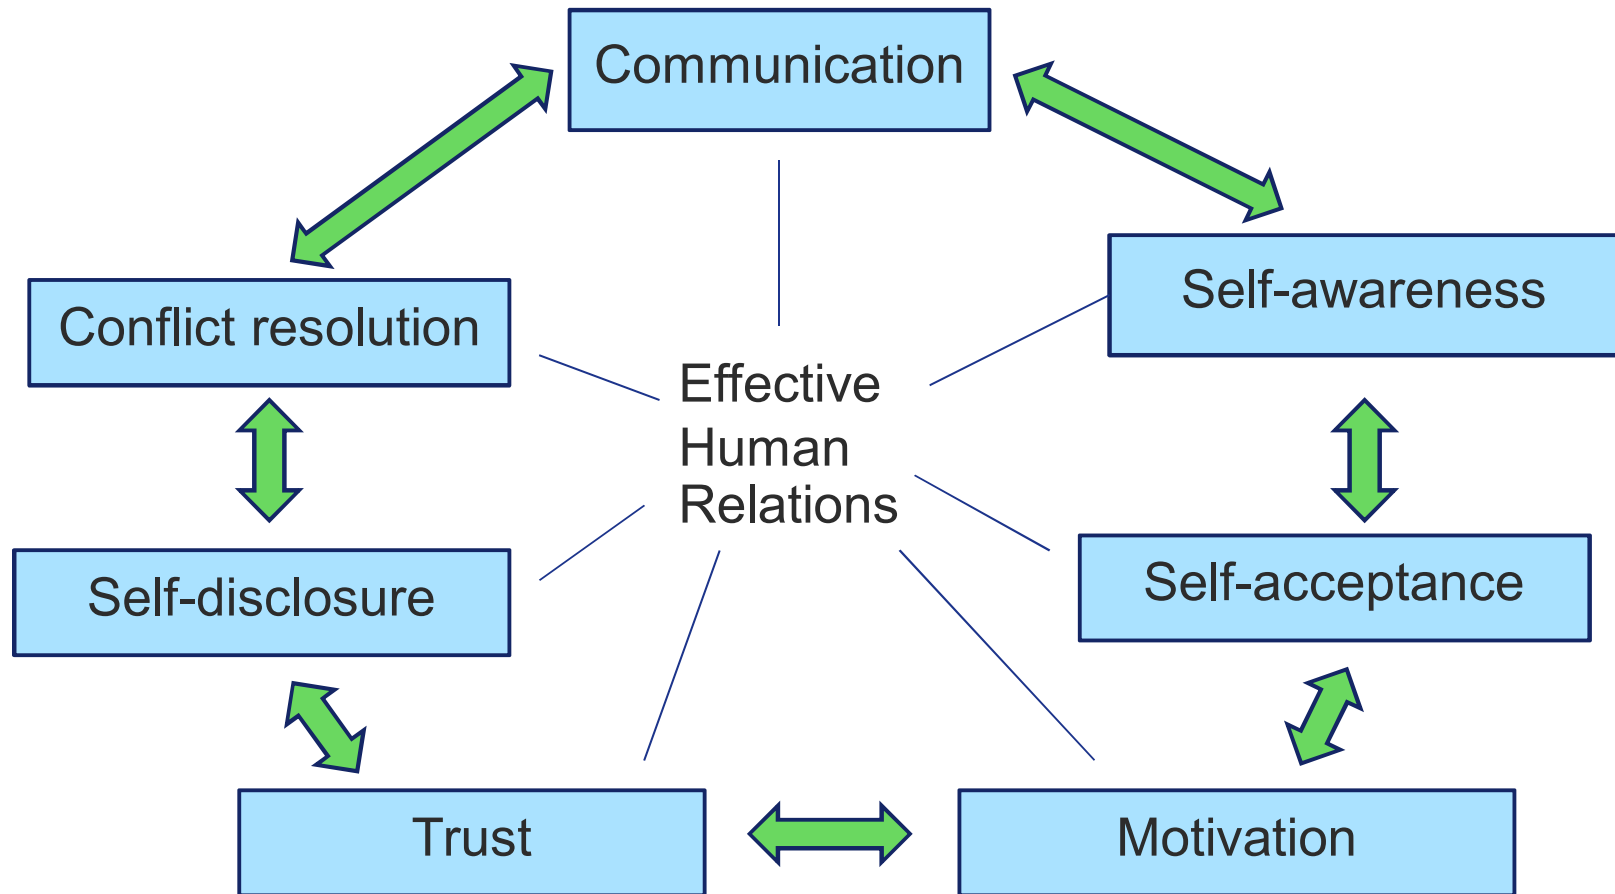 Communication
Self-awareness
Conflict resolution
Effective
Human
Relations
Self-acceptance
Self-disclosure
Trust
Motivation